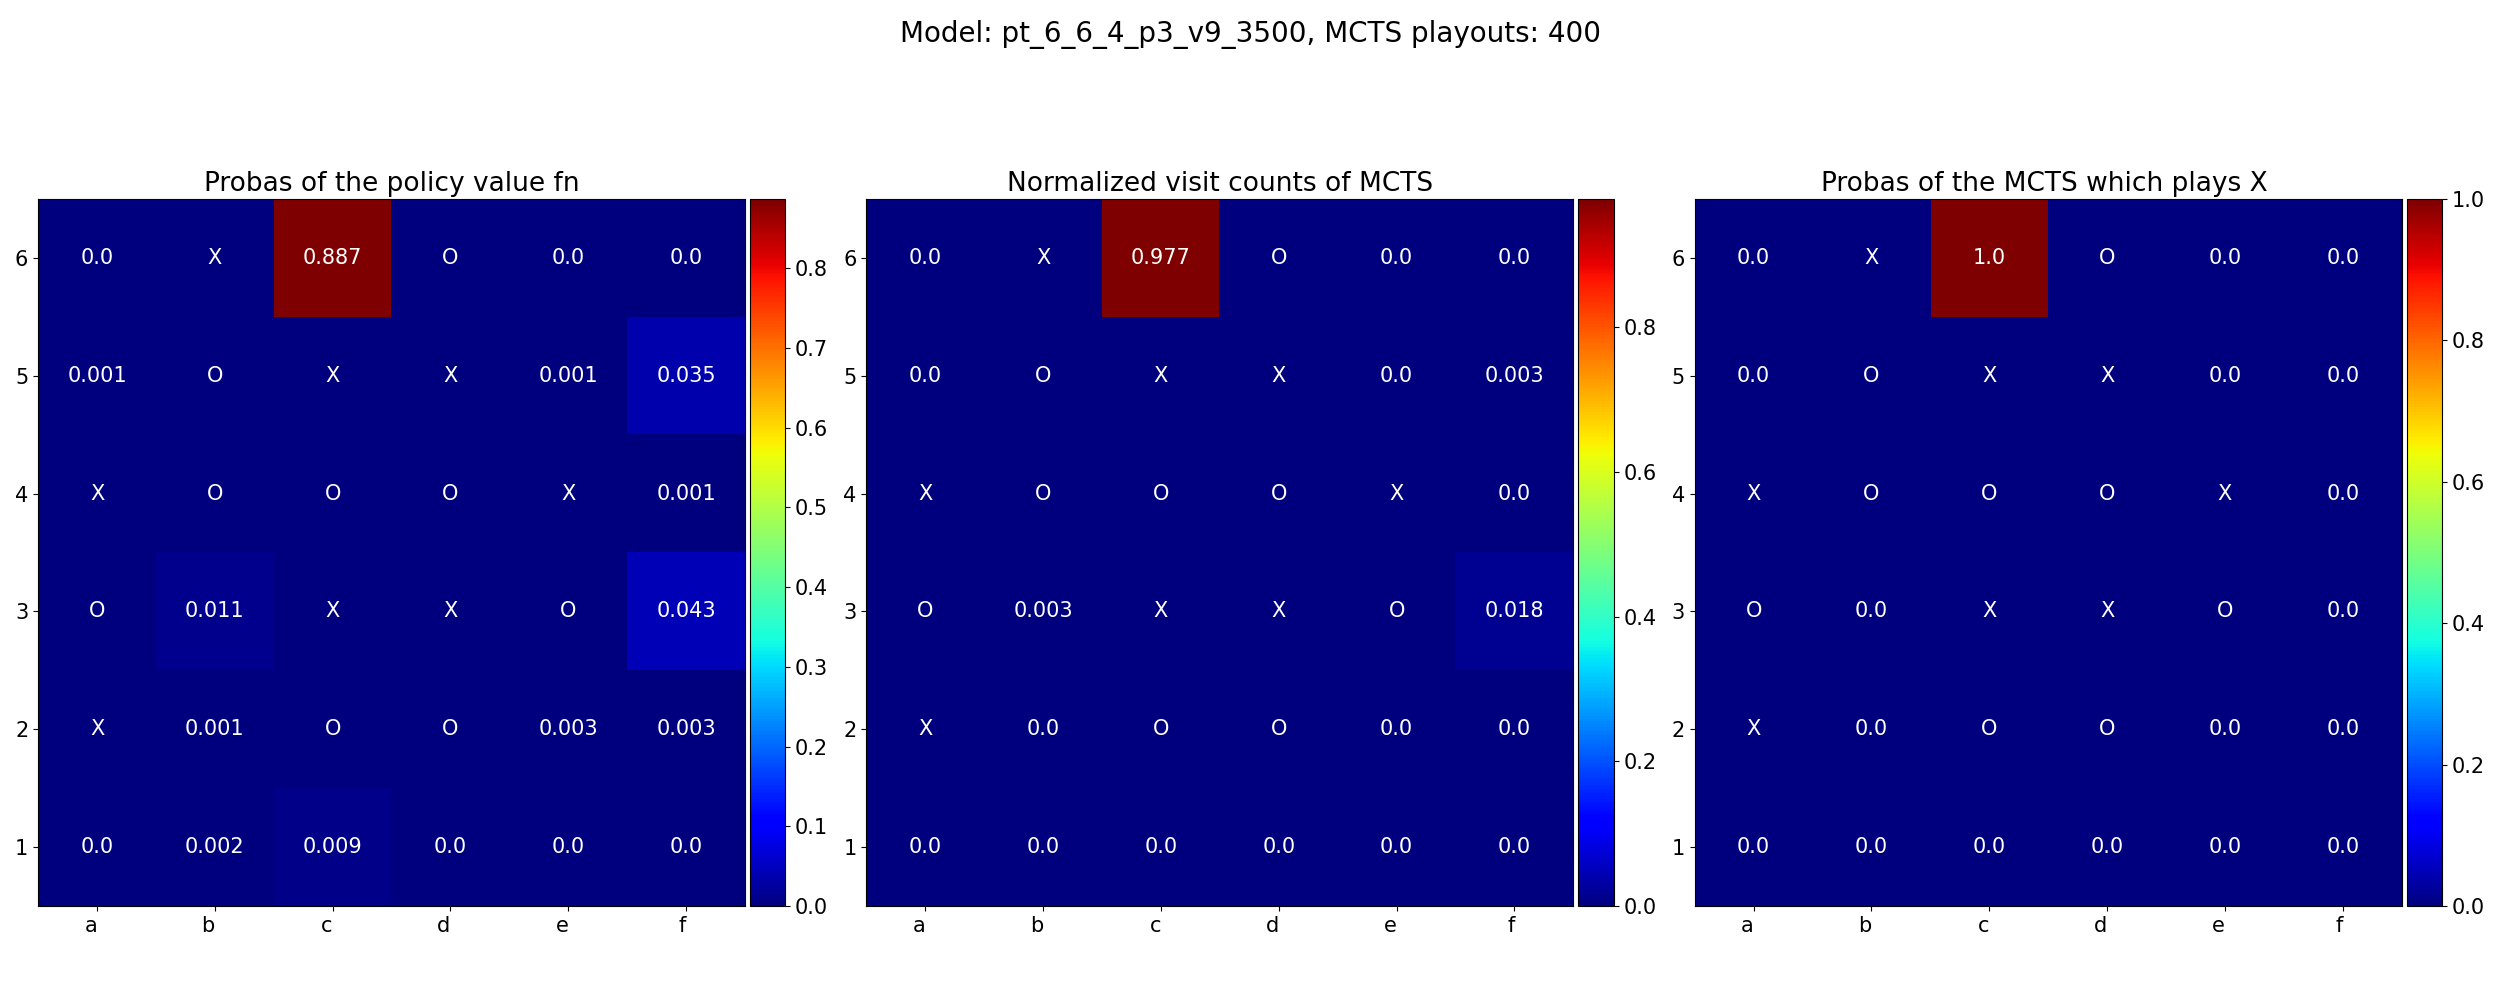 Model: pt_6_6_4_p3_v9_3500, MCTS playouts: 400
Probas of the policy value fn
6 0.0 X 0.887 O 0.0 0.0
5 0.001 O X X 0.001 0.035
4 X O O O X 0.001
3 O 0.011 X X O 0.043
2 X 0.001 O O 0.003 0.003
1 0.0 0.002 0.009 0.0 0.0 0.0
a b c d e f
0.8
0.7
0.6
0.5
0.4
0.3
0.2
0.1
0.0
Normalized visit counts of MCTS
6 0.0 X 0.977 O 0.0 0.0
5 0.0 O X X 0.0 0.003
4 X O O O X 0.0
3 O 0.003 X X O 0.018
2 X 0.0 O O 0.0 0.0
1 0.0 0.0 0.0 0.0 0.0 0.0
a b c d e f
0.8
0.6
0.4
0.2
0.0
Probas of the MCTS which plays X
6 0.0 X 1.0 O 0.0 0.0
5 0.0 O X X 0.0 0.0
4 X O O O X 0.0
3 O 0.0 X X O 0.0
2 X 0.0 O O 0.0 0.0
1 0.0 0.0 0.0 0.0 0.0 0.0
a b c d e f
1.0
0.8
0.6
0.4
0.2
0.0